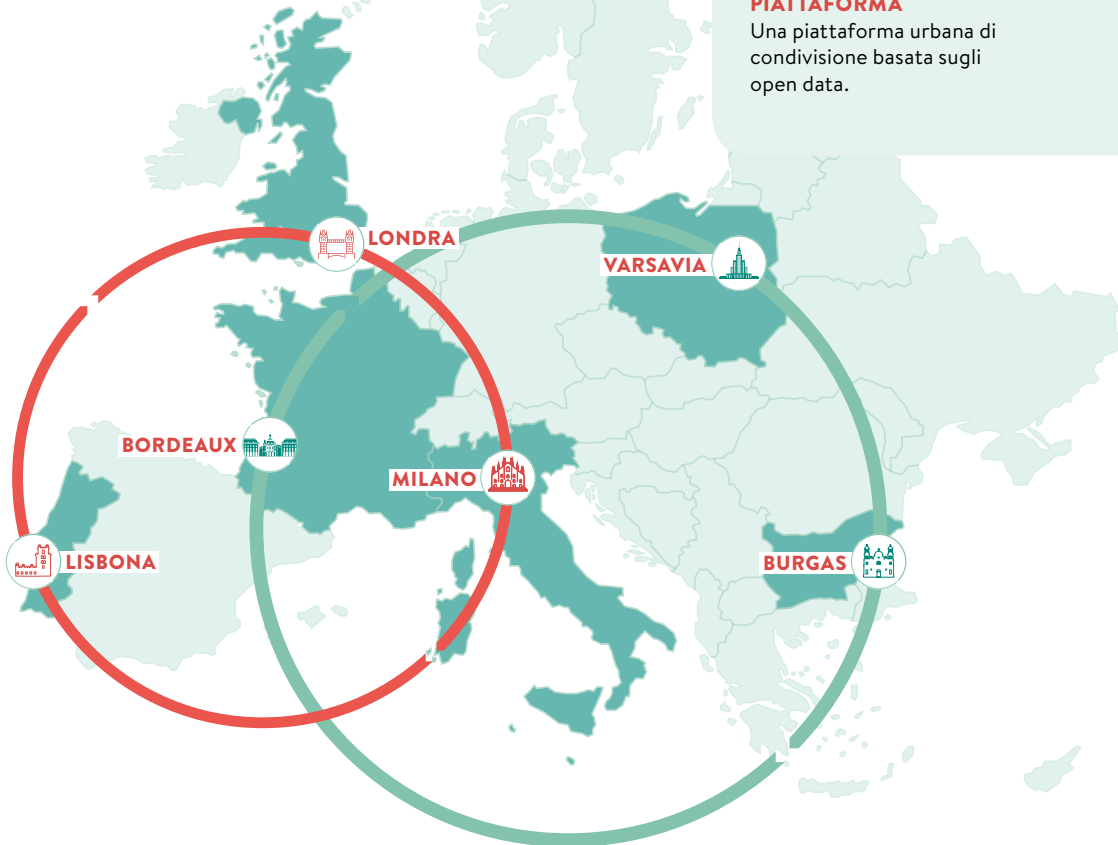 PIATTAFORMA
Una piattaforma urbana di
condivisione basata sugli
open data.
LONDRA
VARSAVIA
BORDEAUX
MILANO
LISBONA
BURGAS